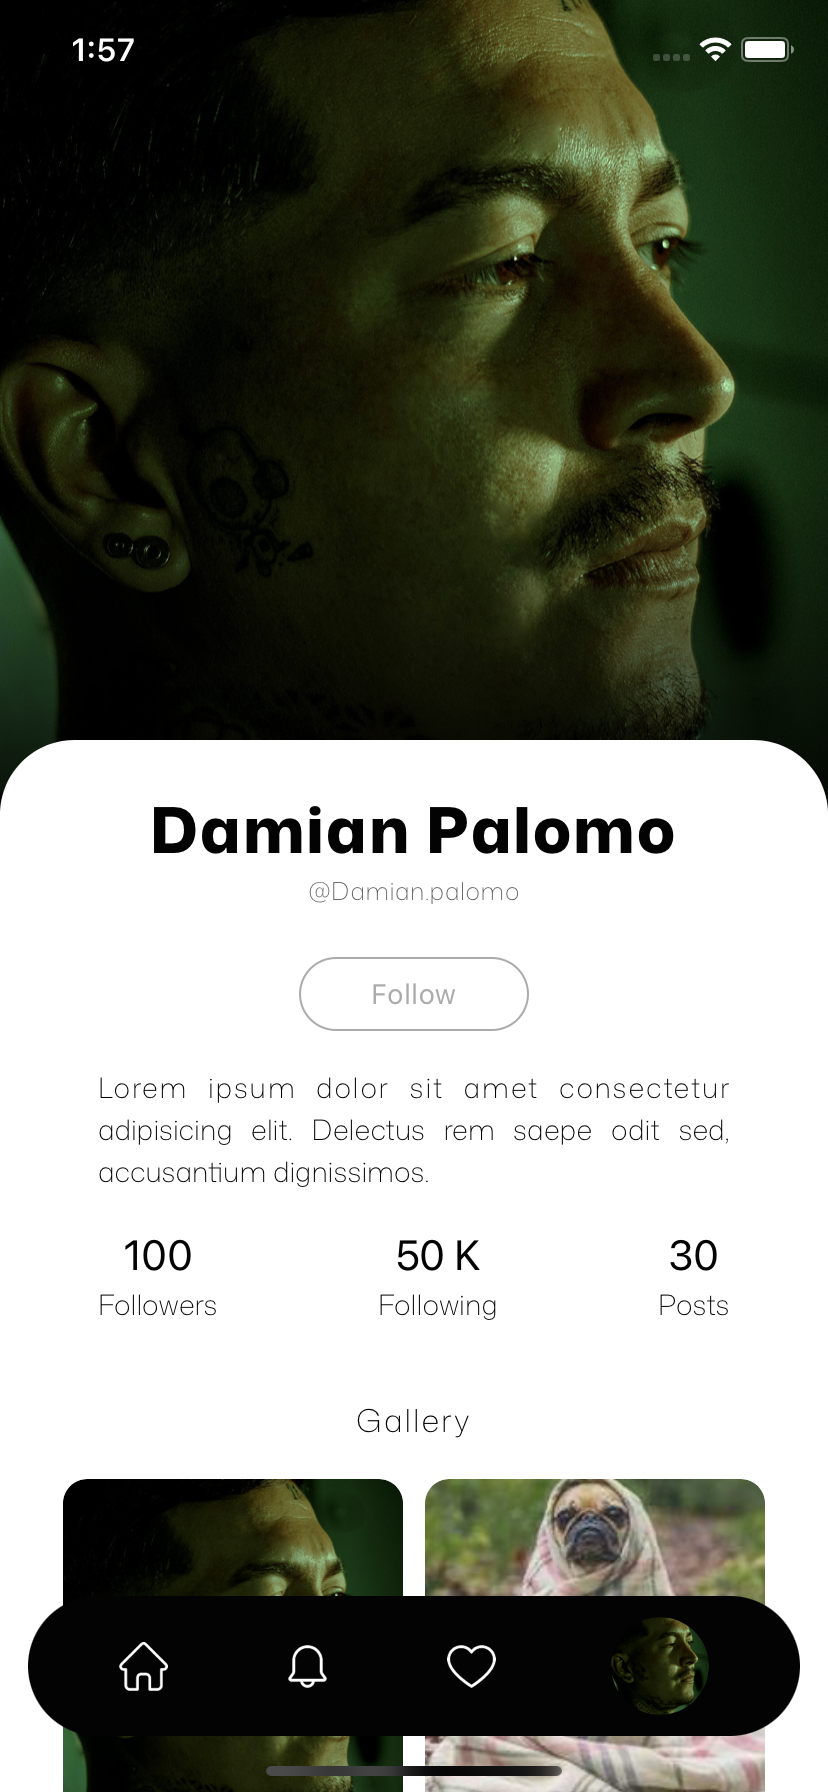 1:57
Damian Palomo
@Damian.palomo
Follow
Lorem ipsum dolor sit amet consectetur
adipisicing elit. Delectus rem saepe odit sed,
accusantium dignissimos.
100 50 K 30
Followers Following Posts
Gallery